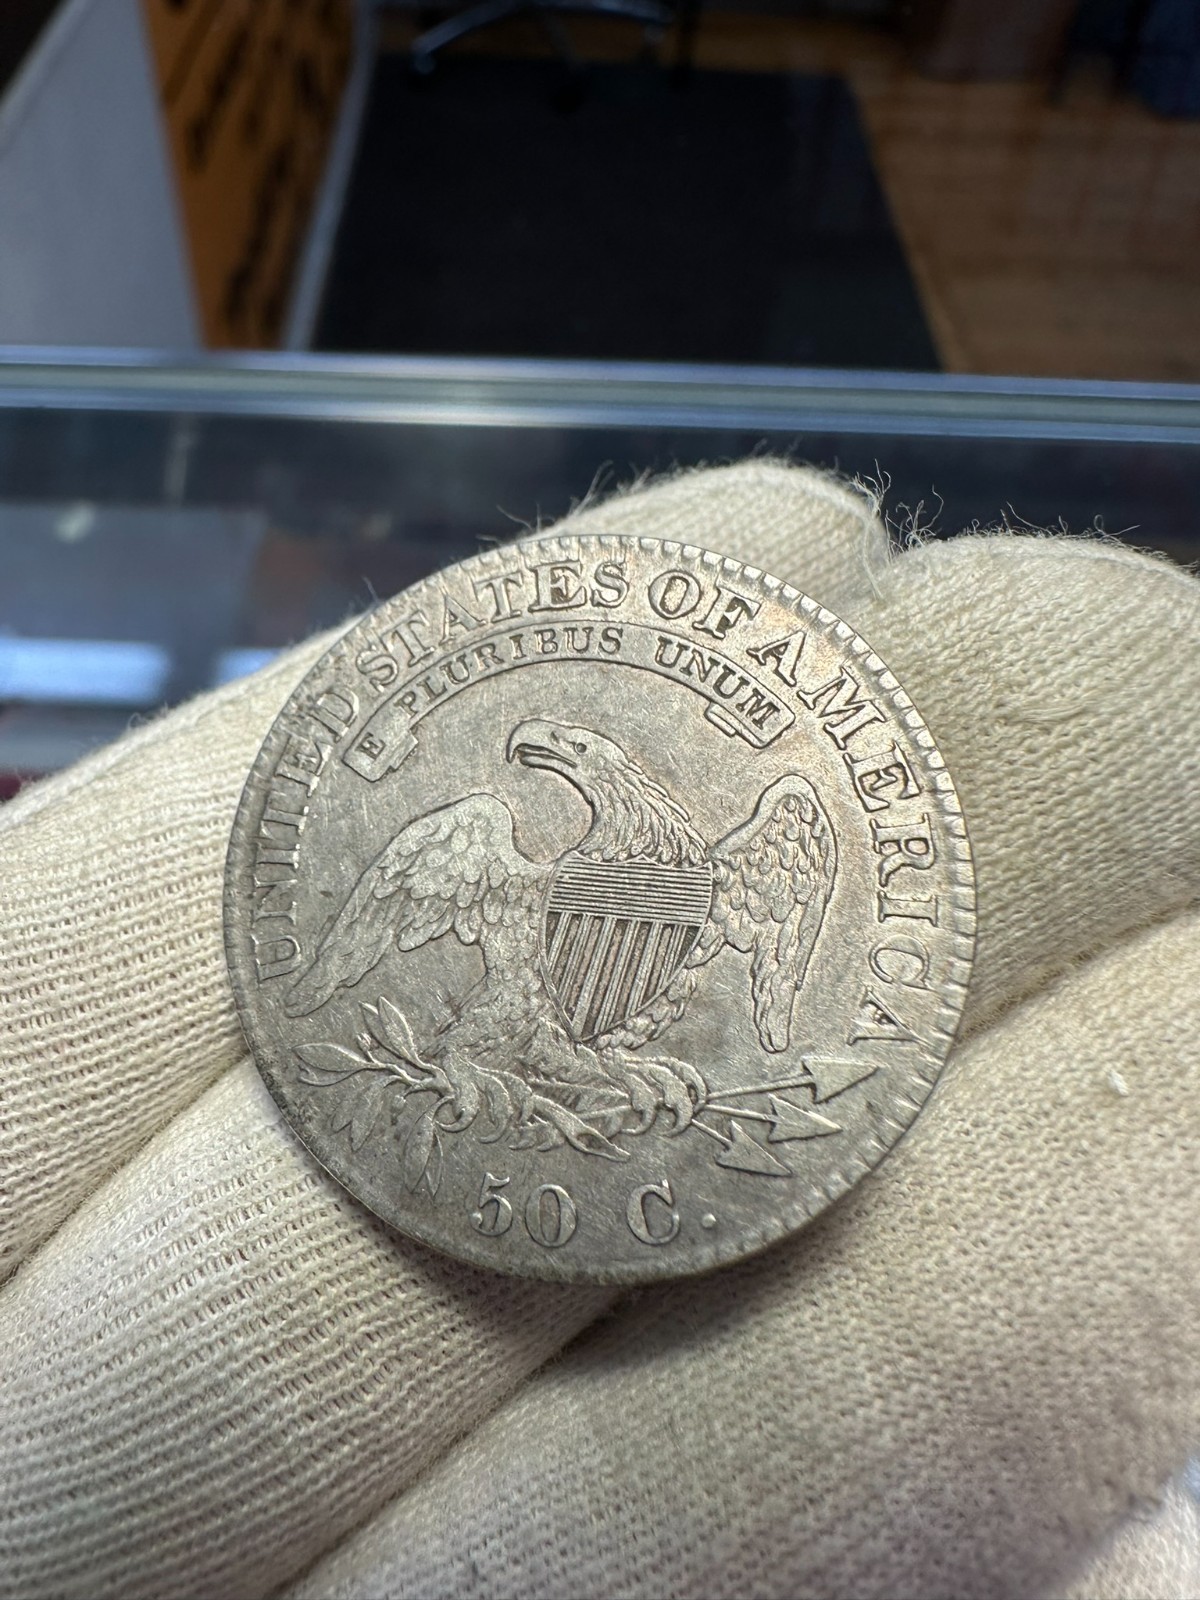 UNITED STATES OF AMERICA
E PLURIBUS UNUM
50 C.